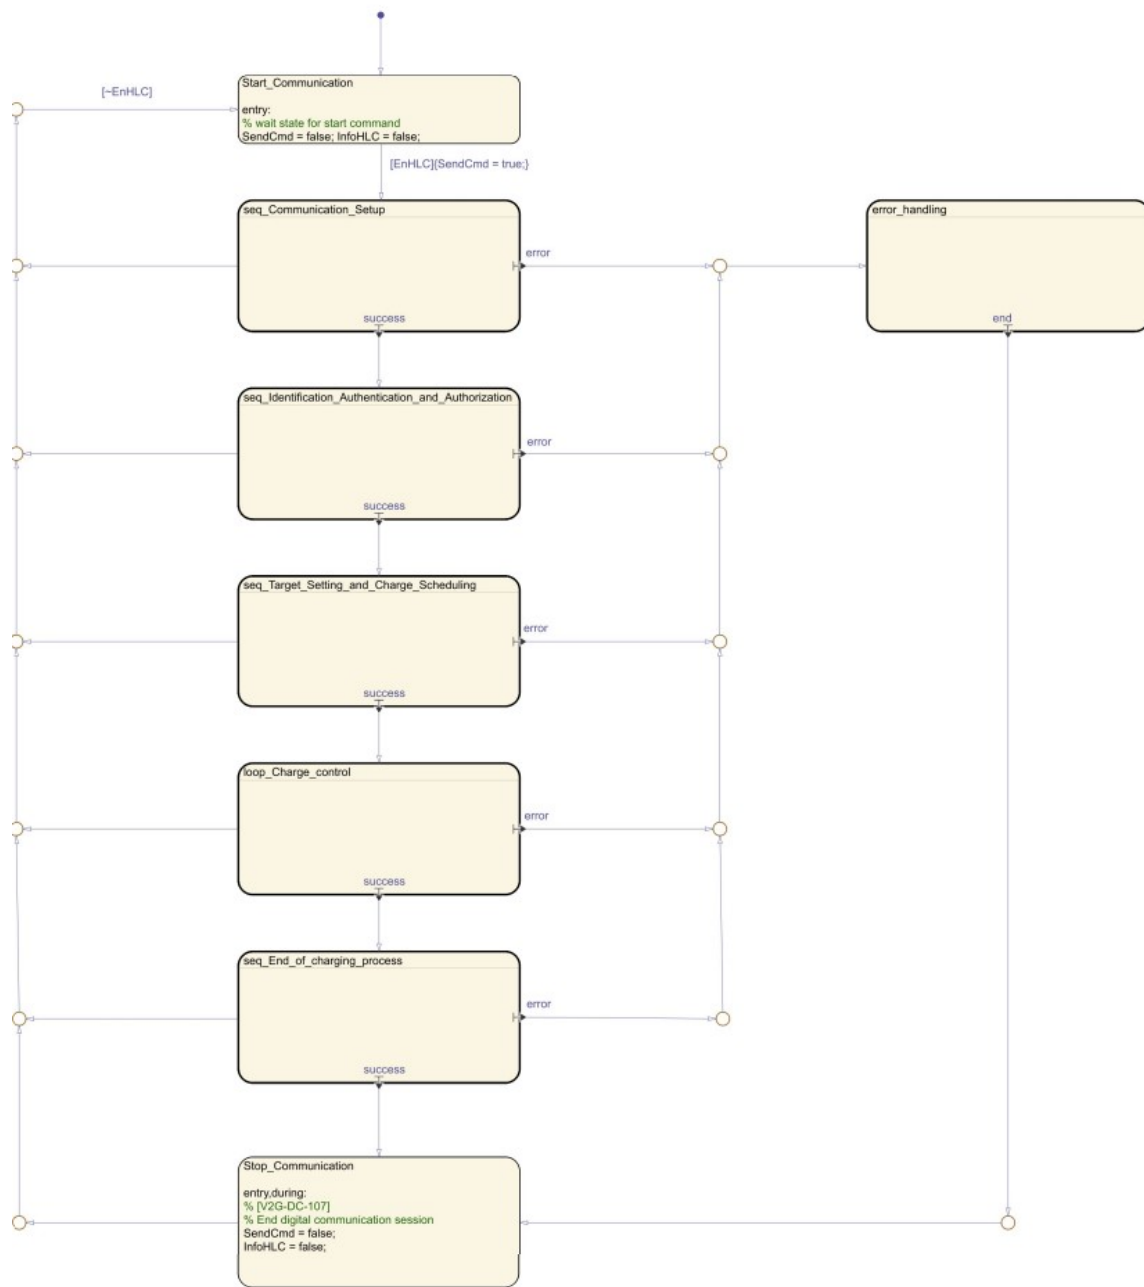 Start_Communication
[~EnHLC]
entry:
% wait state for start command
SendCmd = false; InfoHLC = false;
[EnHLC]{SendCmd = true;}
seq_Communication_Setup
error_handling
error
success
end
seq_Identification_Authentication_and_Authorization
error
success
seq_Target_Setting_and_Charge_Scheduling
error
success
loop_Charge_control
error
success
seq_End_of_charging_process
error
success
Stop_Communication
entry,during:
% [V2G-DC-107]
% End digital communication session
SendCmd = false;
InfoHLC = false;